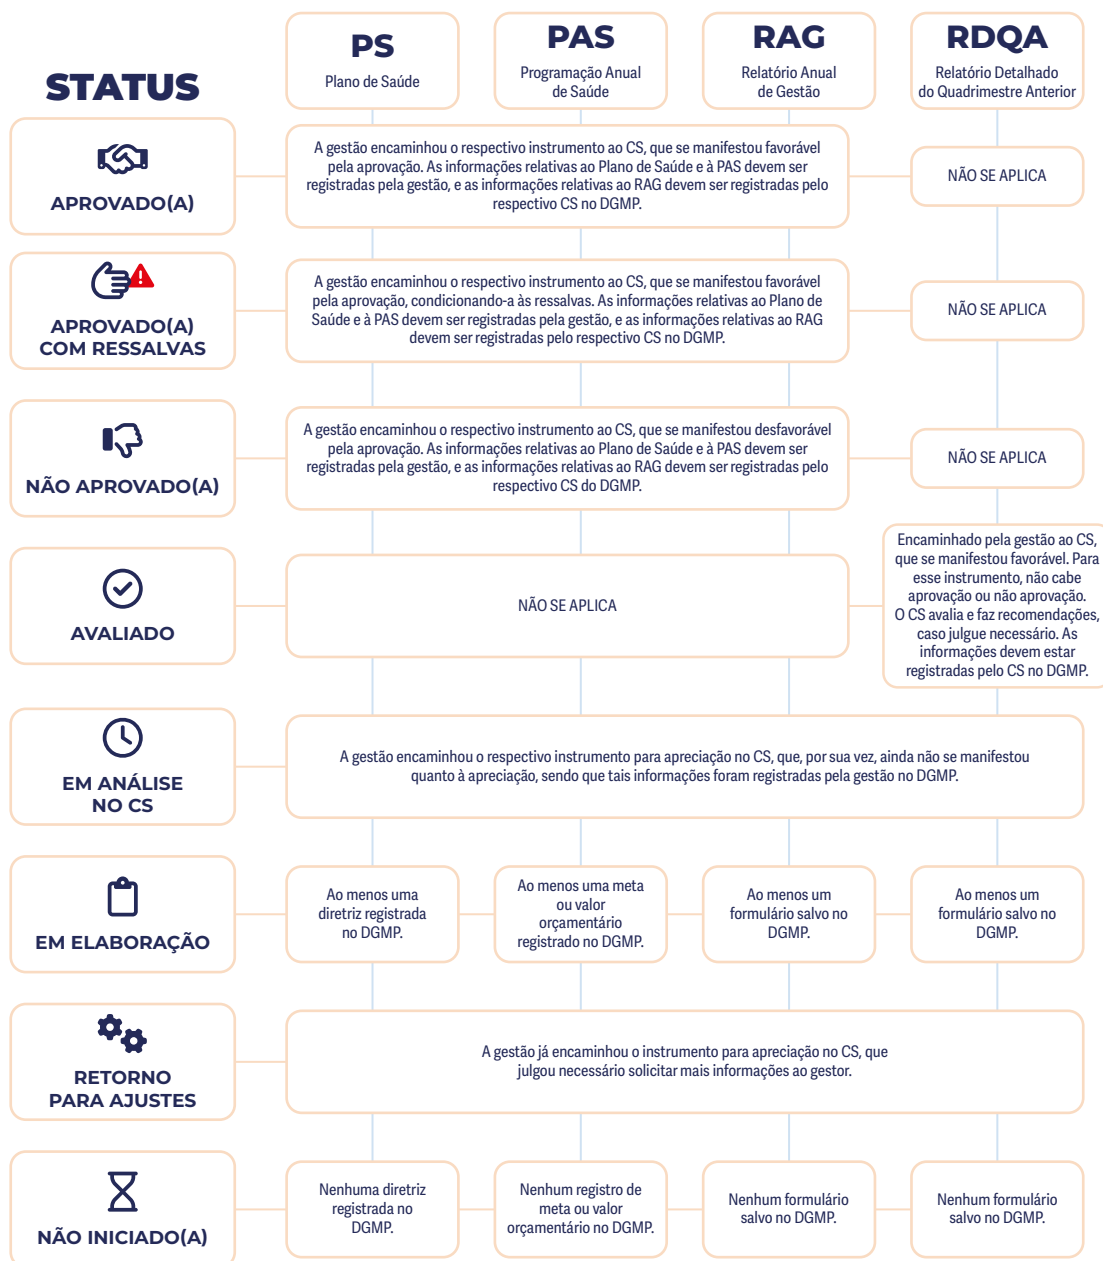 STATUS
PS
Plano de Saúde
PAS
Programação Anual
de Saúde
RAG
Relatório Anual
de Gestão
RDQA
Relatório Detalhado
do Quadrimestre Anterior
APROVADO(A)
A gestão encaminhou o respectivo instrumento ao CS, que se manifestou favorável
pela aprovação. As informações relativas ao Plano de Saúde e à PAS devem ser
registradas pela gestão, e as informações relativas ao RAG devem ser registradas pelo
respectivo CS no DGMP.
NÃO SE APLICA
APROVADO(A)
COM RESSALVAS
A gestão encaminhou o respectivo instrumento ao CS, que se manifestou favorável
pela aprovação, condicionando-a às ressalvas. As informações relativas ao Plano de
Saúde e à PAS devem ser registradas pela gestão, e as informações relativas ao RAG
devem ser registradas pelo respectivo CS no DGMP.
NÃO SE APLICA
NÃO APROVADO(A)
A gestão encaminhou o respectivo instrumento ao CS, que se manifestou desfavorável
pela aprovação. As informações relativas ao Plano de Saúde e à PAS devem ser
registradas pela gestão, e as informações relativas ao RAG devem ser registradas pelo
respectivo CS do DGMP.
NÃO SE APLICA
AVALIADO
NÃO SE APLICA
Encaminhado pela gestão ao CS,
que se manifestou favorável. Para
esse instrumento, não cabe
aprovação ou não aprovação.
O CS avalia e faz recomendações,
caso julgue necessário. As
informações devem estar
registradas pelo CS no DGMP.
EM ANÁLISE
NO CS
A gestão encaminhou o respectivo instrumento para apreciação no CS, que, por sua vez, ainda não se manifestou
quanto à apreciação, sendo que tais informações foram registradas pela gestão no DGMP.
EM ELABORAÇÃO
Ao menos uma
diretriz registrada
no DGMP.
Ao menos uma meta
ou valor
orçamentário
registrado no DGMP.
Ao menos um
formulário salvo no
DGMP.
Ao menos um
formulário salvo no
DGMP.
RETORNO
PARA AJUSTES
A gestão já encaminhou o instrumento para apreciação no CS, que
julgou necessário solicitar mais informações ao gestor.
NÃO INICIADO(A)
Nenhuma diretriz
registrada no
DGMP.
Nenhum registro de
meta ou valor
orçamentário no DGMP.
Nenhum formulário
salvo no DGMP.
Nenhum formulário
salvo no DGMP.